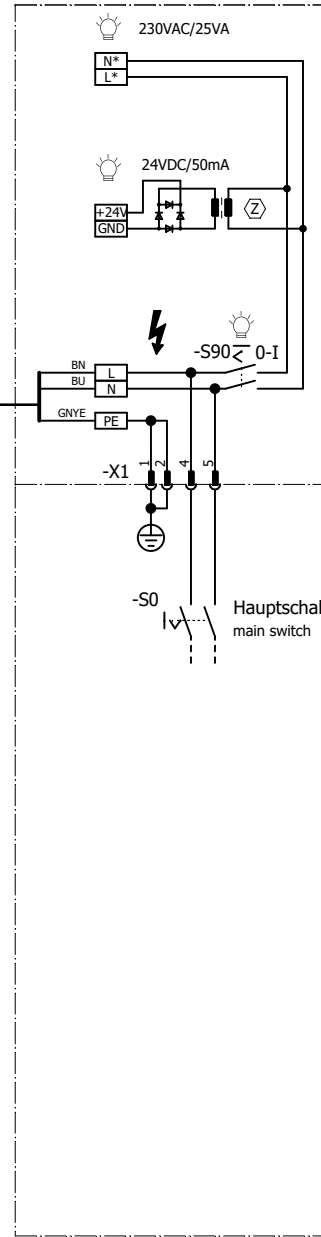 230VAC/25VA
N*
L*
24VDC/50mA
+24V
GND
Z
-S90 0-I
BN L
BU N
GNYE PE
-X1 1 2 4 5
-S0
Hauptschal
main switch